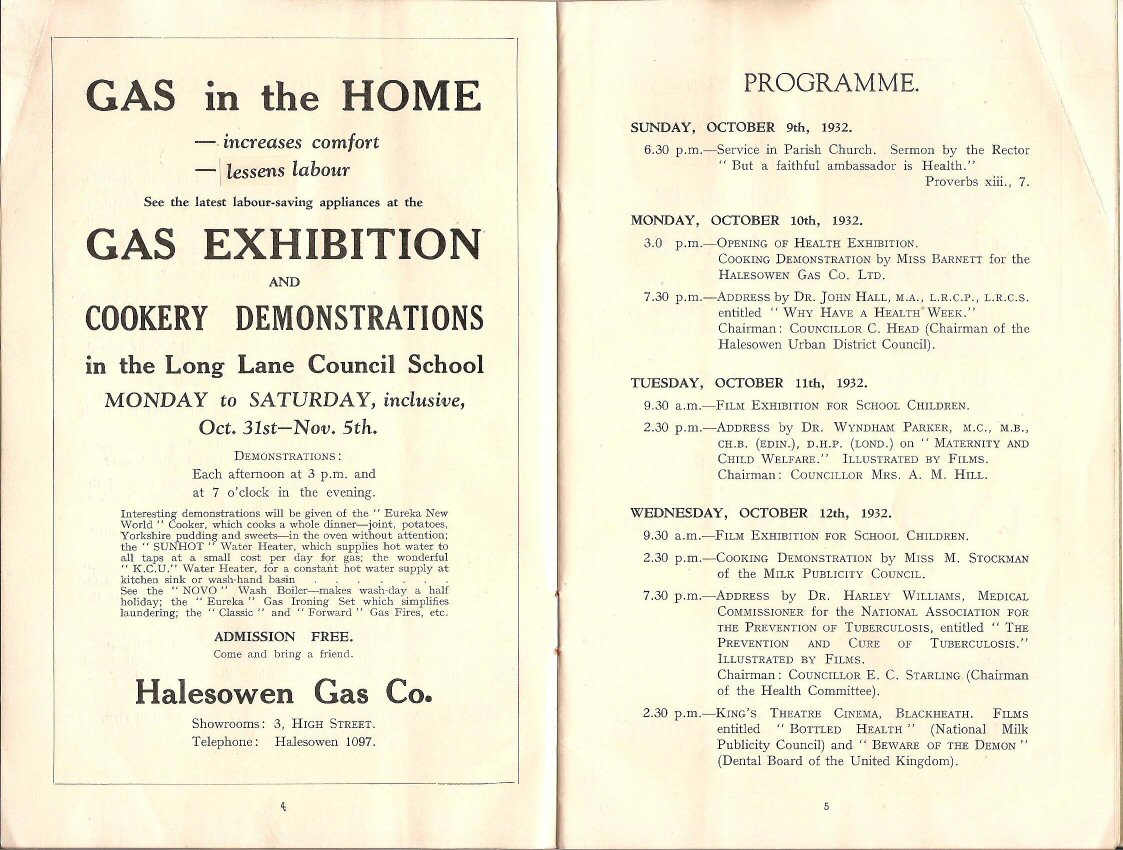 GAS in the HOME
— increases comfort
— lessens labour
See the latest labour-saving appliances at the
GAS EXHIBITION
AND
COOKERY DEMONSTRATIONS
in the Long Lane Council School
MONDAY to SATURDAY, inclusive,
Oct. 31st—Nov. 5th.
DEMONSTRATIONS:
Each afternoon at 3 p.m. and
at 7 o'clock in the evening.
Interesting demonstrations will be given of the " Eureka New
World " Cooker, which cooks a whole dinner—joint, potatoes,
Yorkshire pudding and sweets—in the oven without attention;
the " SUNHOT " Water Heater, which supplies hot water to
all taps at a small cost per day for gas; the wonderful
" K.C.U." Water Heater, for a constant hot water supply at
kitchen sink or wash-hand basin . . . . . . .
See the " NOVO " Wash Boiler—makes wash-day a half
holiday; the " Eureka " Gas Ironing Set which simplifies
laundering; the " Classic " and " Forward " Gas Fires, etc.
ADMISSION FREE.
Come and bring a friend.
Halesowen Gas Co.
Showrooms: 3, HIGH STREET.
Telephone: Halesowen 1097.
4
PROGRAMME.
SUNDAY, OCTOBER 9th, 1932.
6.30 p.m.—Service in Parish Church. Sermon by the Rector
" But a faithful ambassador is Health."
Proverbs xiii., 7.
MONDAY, OCTOBER 10th, 1932.
3.0 p.m.—OPENING OF HEALTH EXHIBITION.
COOKING DEMONSTRATION by MISS BARNETT for the
HALESOWEN GAS CO. LTD.
7.30 p.m.—ADDRESS by DR. JOHN HALL, M.A., L.R.C.P., L.R.C.S.
entitled " WHY HAVE A HEALTH WEEK."
Chairman: COUNCILLOR C. HEAD (Chairman of the
Halesowen Urban District Council).
TUESDAY, OCTOBER 11th, 1932.
9.30 a.m.—FILM EXHIBITION FOR SCHOOL CHILDREN.
2.30 p.m.—ADDRESS by DR. WYNDHAM PARKER, M.C., M.B.,
CH.B. (EDIN.), D.H.P. (LOND.) on " MATERNITY AND
CHILD WELFARE." ILLUSTRATED BY FILMS.
Chairman: COUNCILLOR MRS. A. M. HILL.
WEDNESDAY, OCTOBER 12th, 1932.
9.30 a.m.—FILM EXHIBITION FOR SCHOOL CHILDREN.
2.30 p.m.—COOKING DEMONSTRATION by MISS M. STOCKMAN
of the MILK PUBLICITY COUNCIL.
7.30 p.m.—ADDRESS by DR. HARLEY WILLIAMS, MEDICAL
COMMISSIONER for the NATIONAL ASSOCIATION FOR
THE PREVENTION OF TUBERCULOSIS, entitled " THE
PREVENTION AND CURE OF TUBERCULOSIS."
ILLUSTRATED BY FILMS.
Chairman: COUNCILLOR E. C. STARLING (Chairman
of the Health Committee).
2.30 p.m.—KING'S THEATRE CINEMA, BLACKHEATH. FILMS
entitled " BOTTLED HEALTH " (National Milk
Publicity Council) and " BEWARE OF THE DEMON "
(Dental Board of the United Kingdom).
5